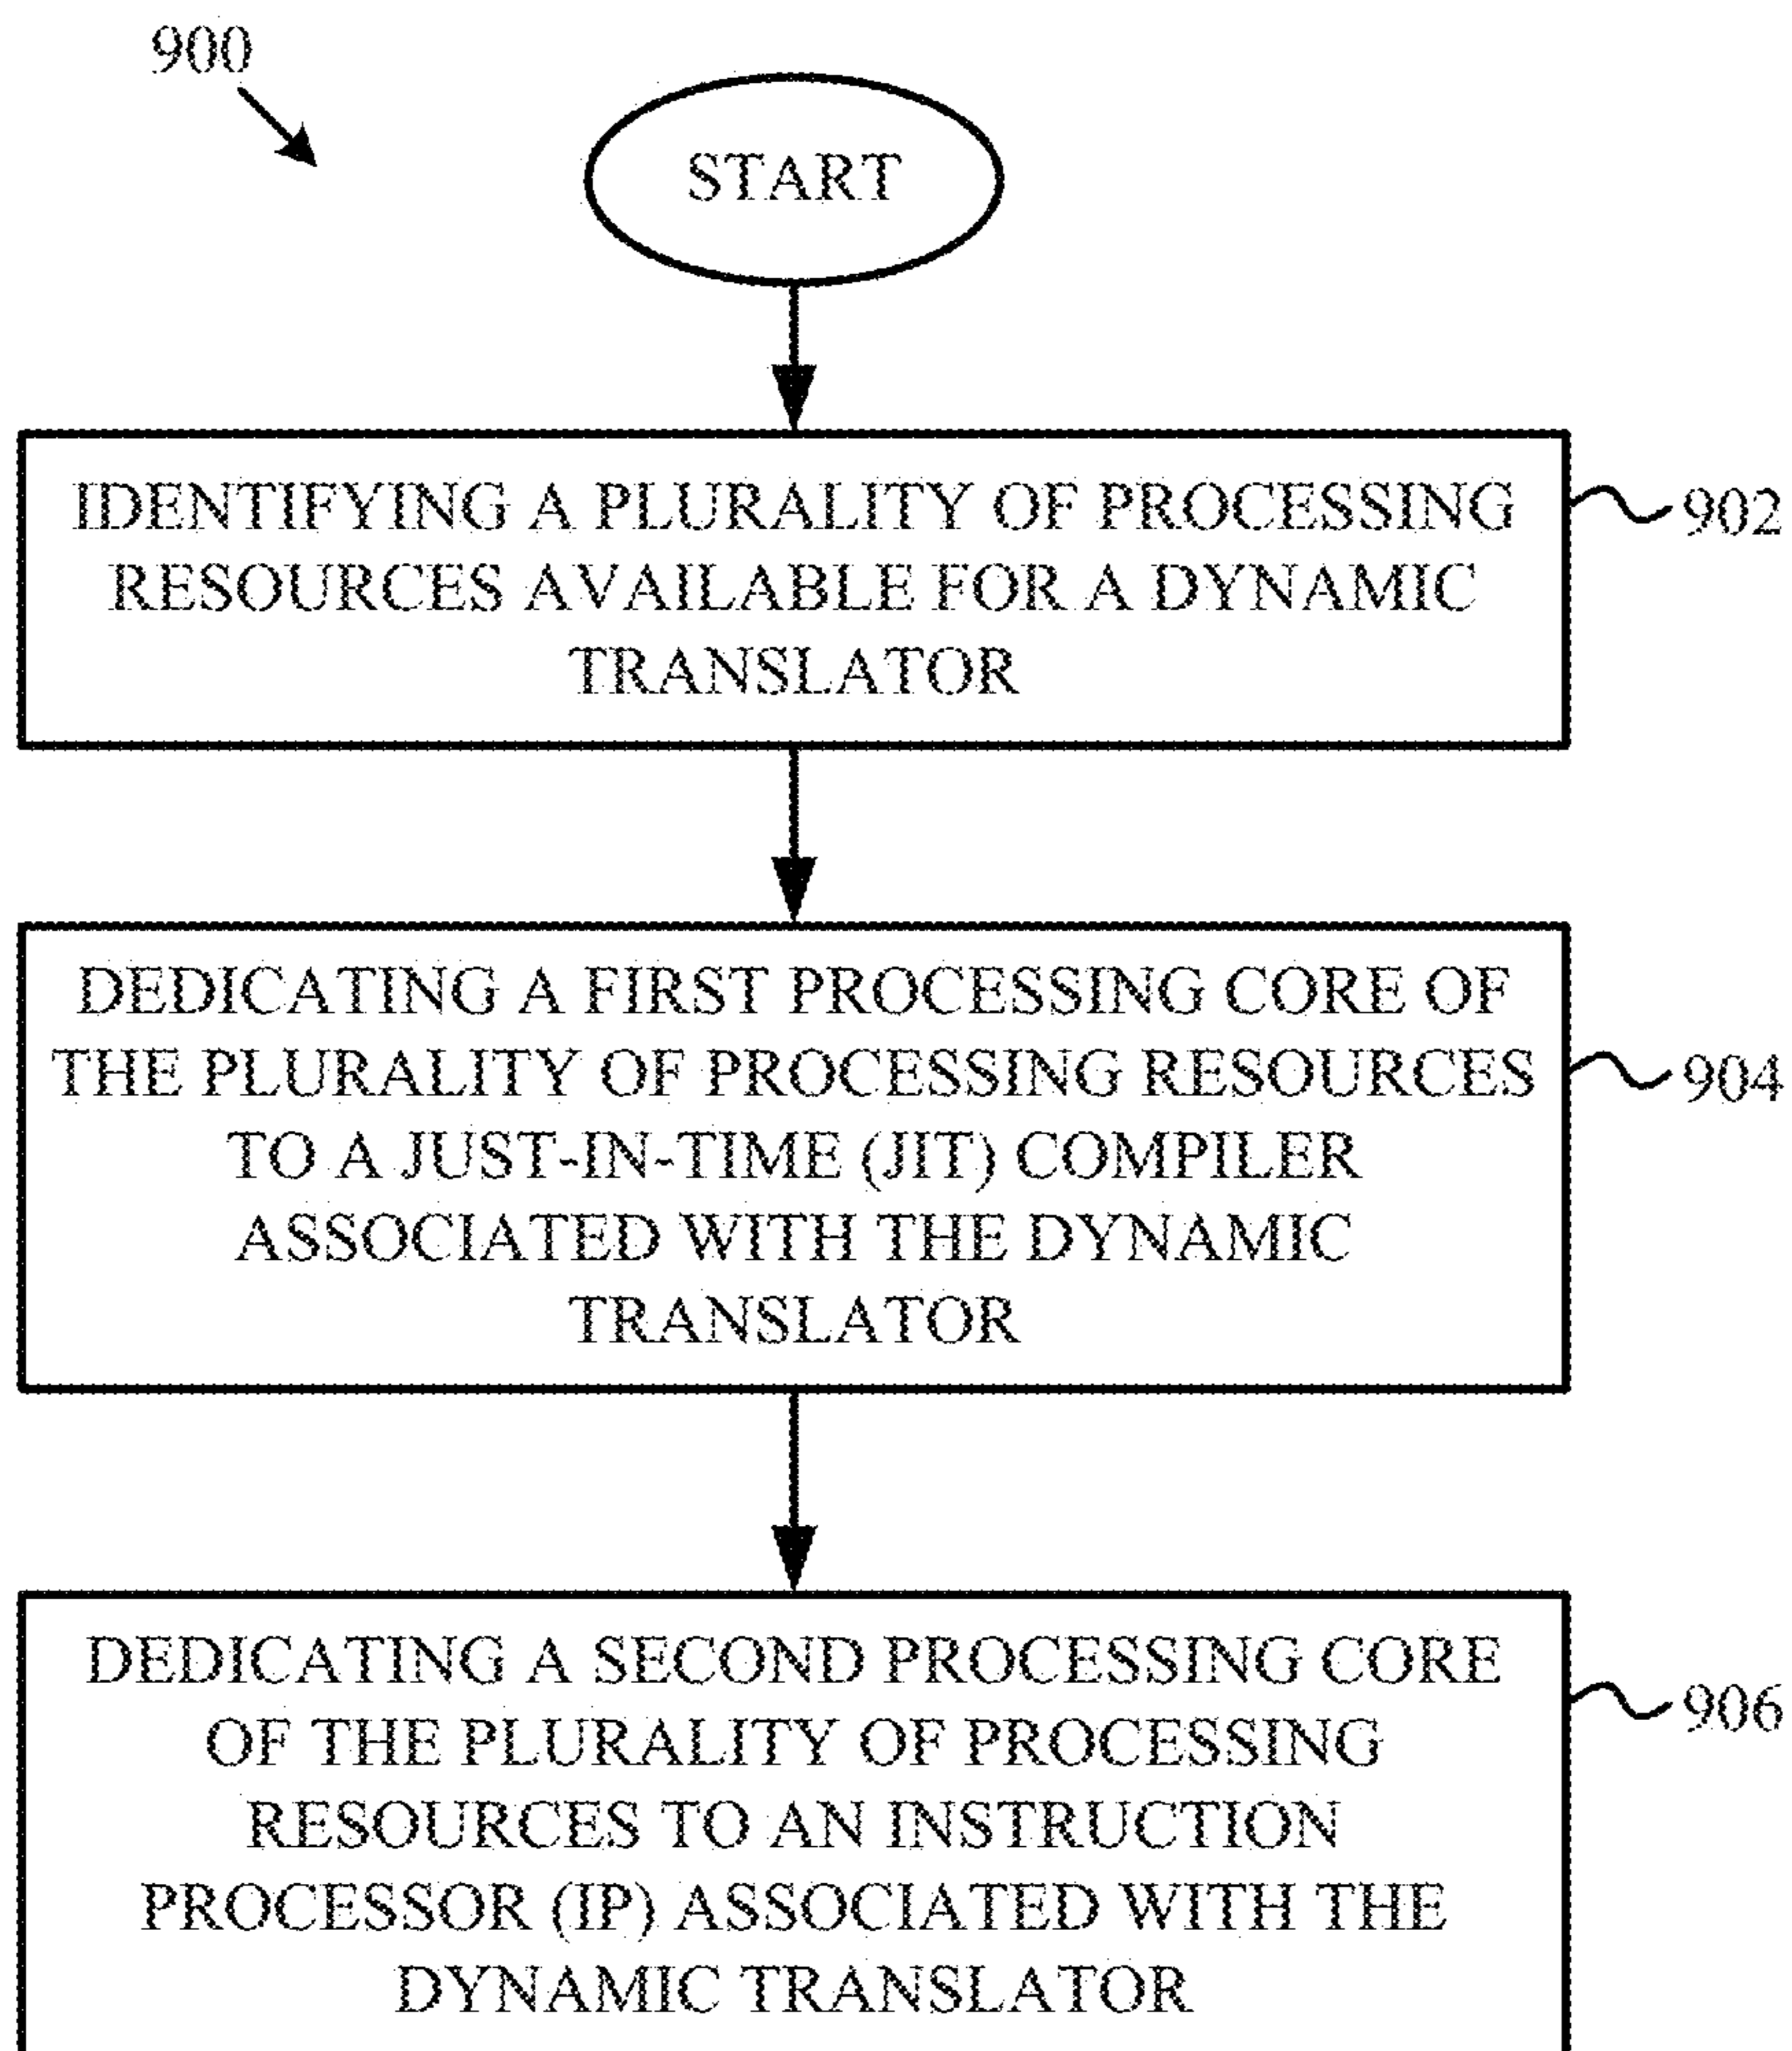 900
START
IDENTIFYING A PLURALITY OF PROCESSING
RESOURCES AVAILABLE FOR A DYNAMIC
TRANSLATOR
902
DEDICATING A FIRST PROCESSING CORE OF
THE PLURALITY OF PROCESSING RESOURCES
TO A JUST-IN-TIME (JIT) COMPILER
ASSOCIATED WITH THE DYNAMIC
TRANSLATOR
904
DEDICATING A SECOND PROCESSING CORE
OF THE PLURALITY OF PROCESSING
RESOURCES TO AN INSTRUCTION
PROCESSOR (IP) ASSOCIATED WITH THE
DYNAMIC TRANSLATOR
906